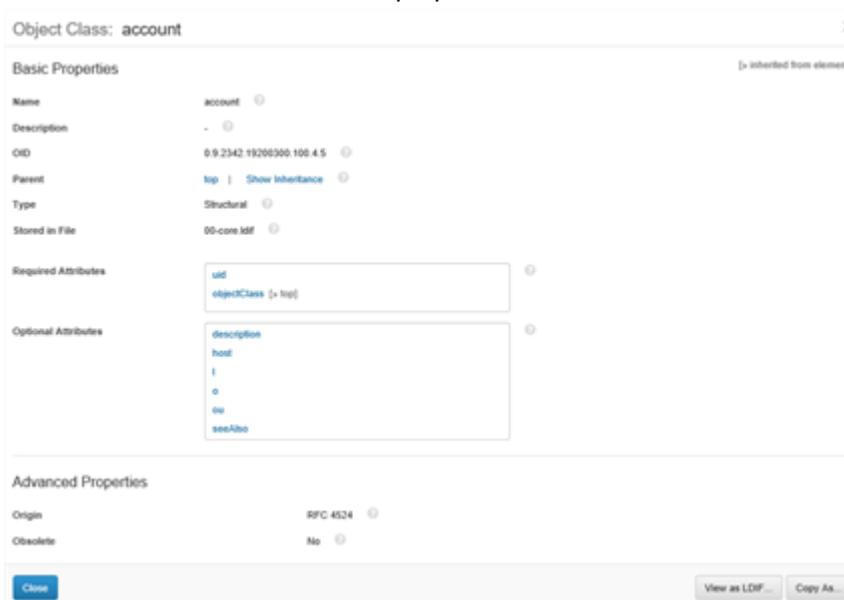 Object Class: account
Basic Properties
[> inherited from elemen
Name account
Description -
OID 0.9.2342.19200300.100.4.5
Parent top | Show Inheritance
Type Structural
Stored in File 00-core.ldif
Required Attributes
uid
objectClass [> top]
Optional Attributes
description
host
l
o
ou
seeAlso
Advanced Properties
Origin RFC 4524
Obsolete No
Close View as LDIF... Copy As...